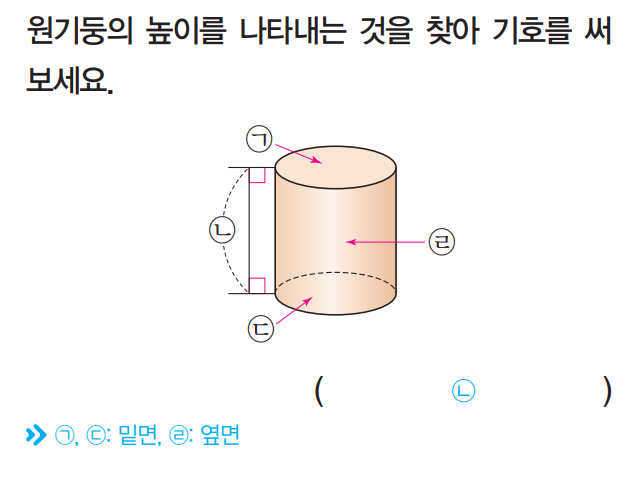 원기둥의 높이를 나타내는 것을 찾아 기호를 써
보세요.
㉠
㉡
㉣
㉢
( ㉡ )
≫ ㉠, ㉢: 밑면, ㉣: 옆면